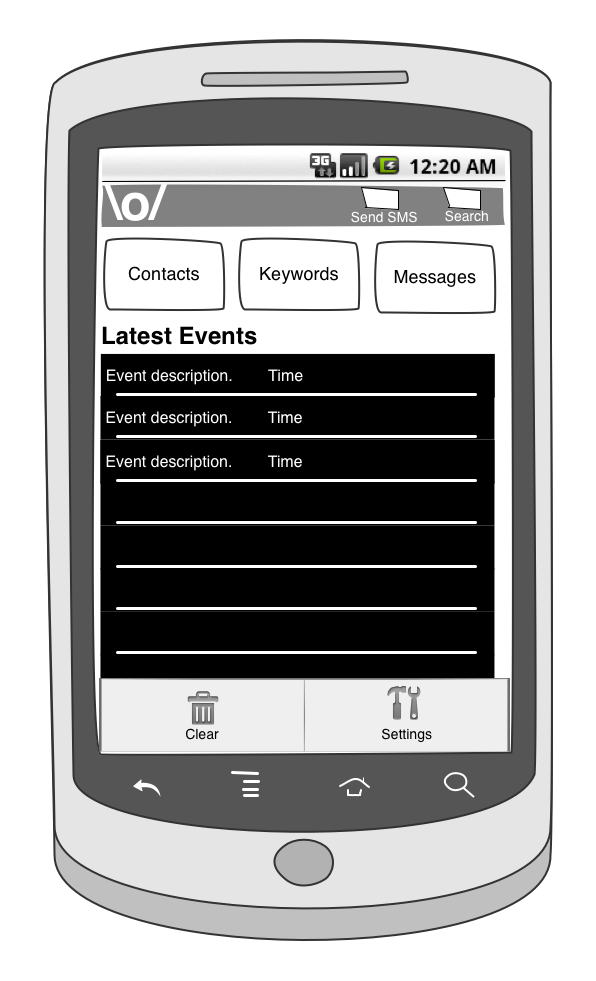 3G 12:20 AM
\o/
Send SMS Search
Contacts Keywords Messages
Latest Events
Event description. Time
Event description. Time
Event description. Time
Clear Settings